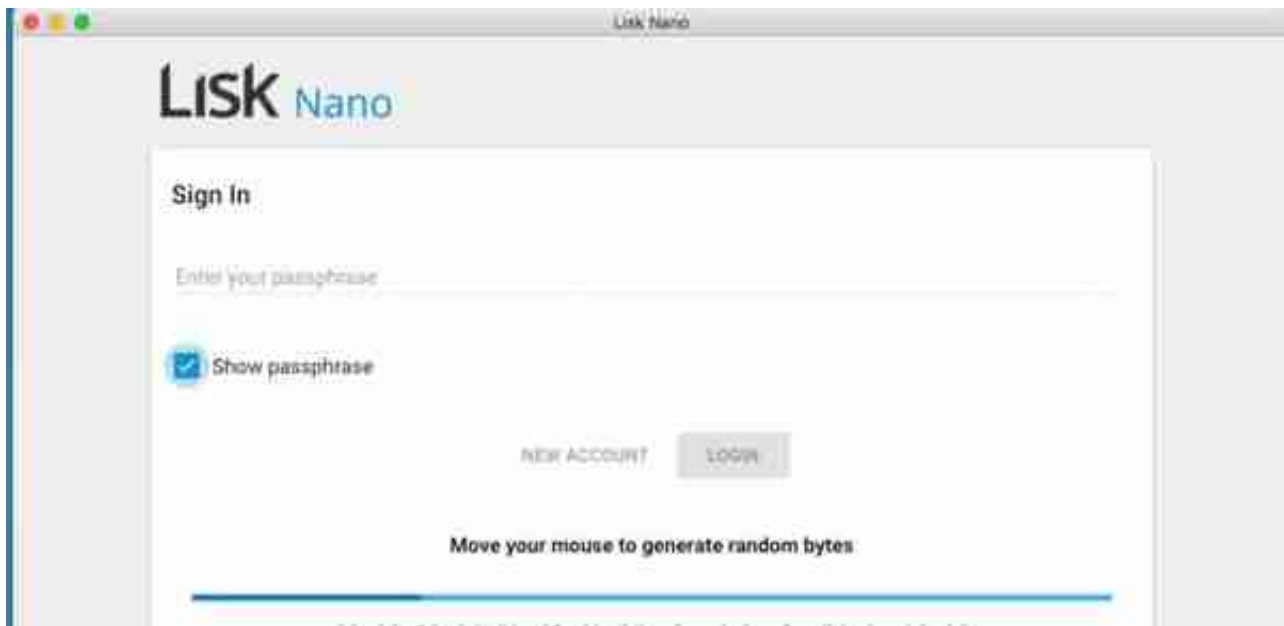 Lisk Nano
LISK Nano
Sign In
Enter your passphrase
Show passphrase
NEW ACCOUNT LOGIN
Move your mouse to generate random bytes